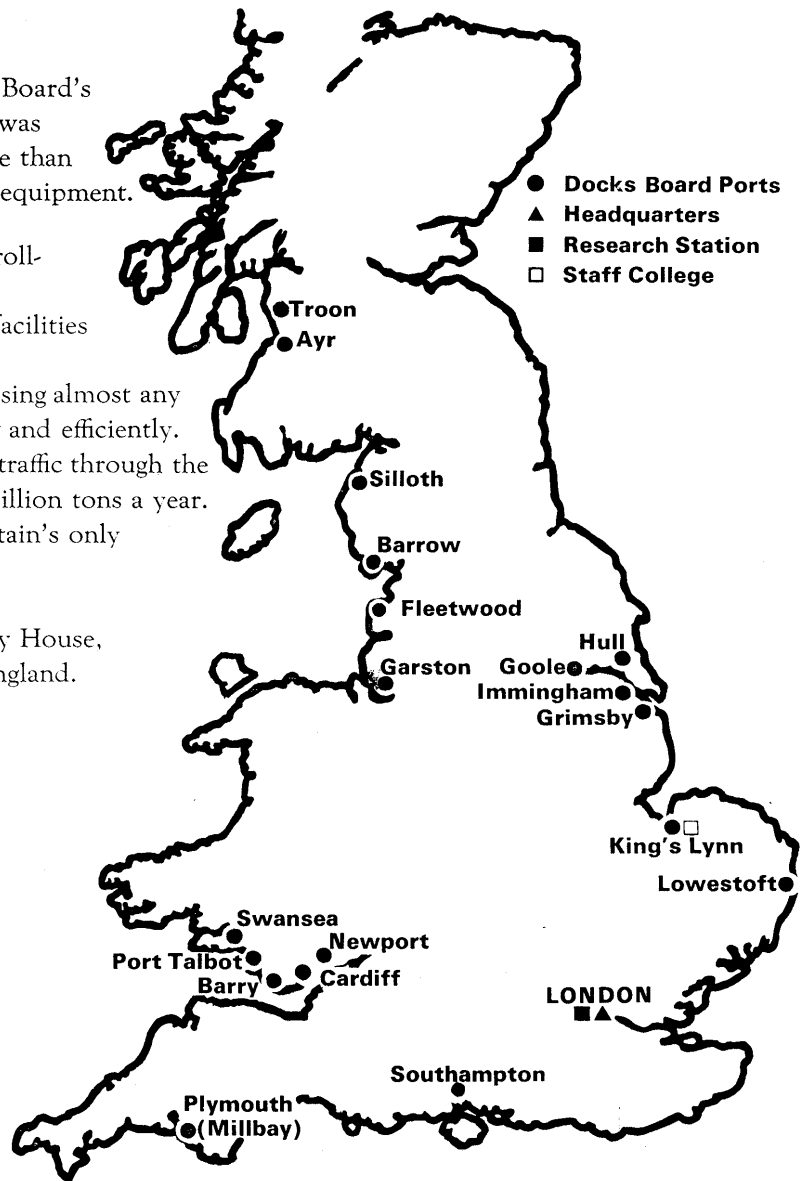 Board's
was
e than
equipment.
roll-
facilities
sing almost any
and efficiently.
traffic through the
illion tons a year.
tain's only
y House,
ngland.
Docks Board Ports
Headquarters
Research Station
Staff College
Troon
Ayr
Silloth
Barrow
Fleetwood
Garston
Hull
Goole
Immingham
Grimsby
King's Lynn
Lowestoft
Swansea
Port Talbot
Newport
Barry
Cardiff
LONDON
Southampton
Plymouth
(Millbay)